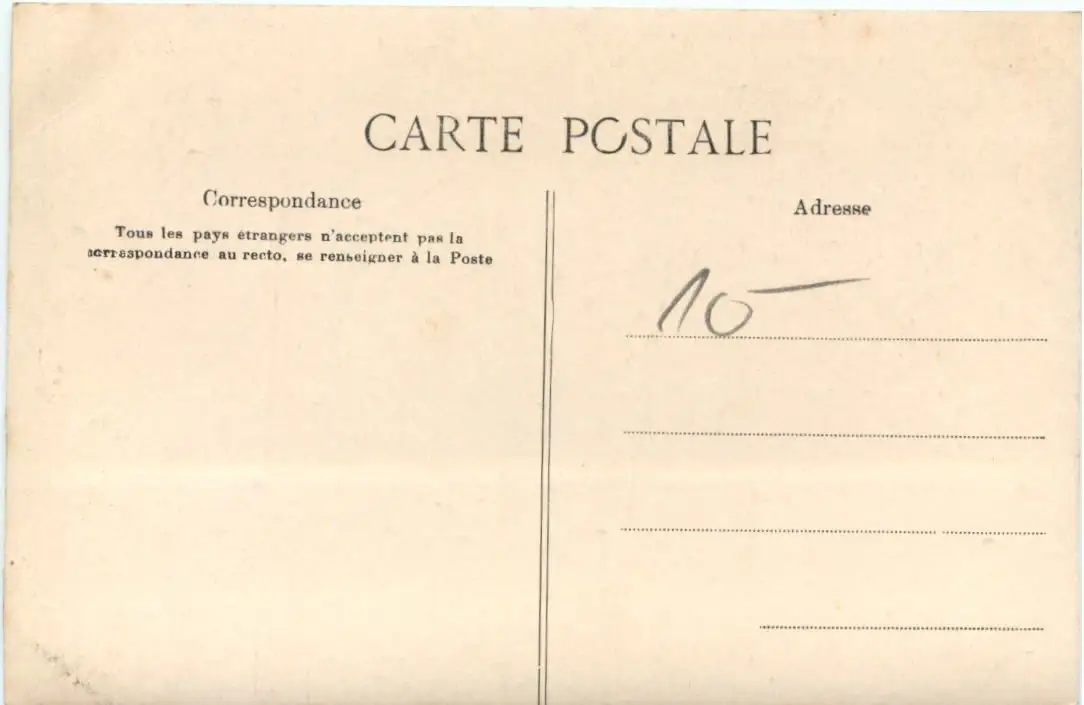 CARTE POSTALE
Correspondance
Tous les pays étrangers n'acceptent pas la
correspondance au recto, se renseigner à la Poste
Adresse
10-